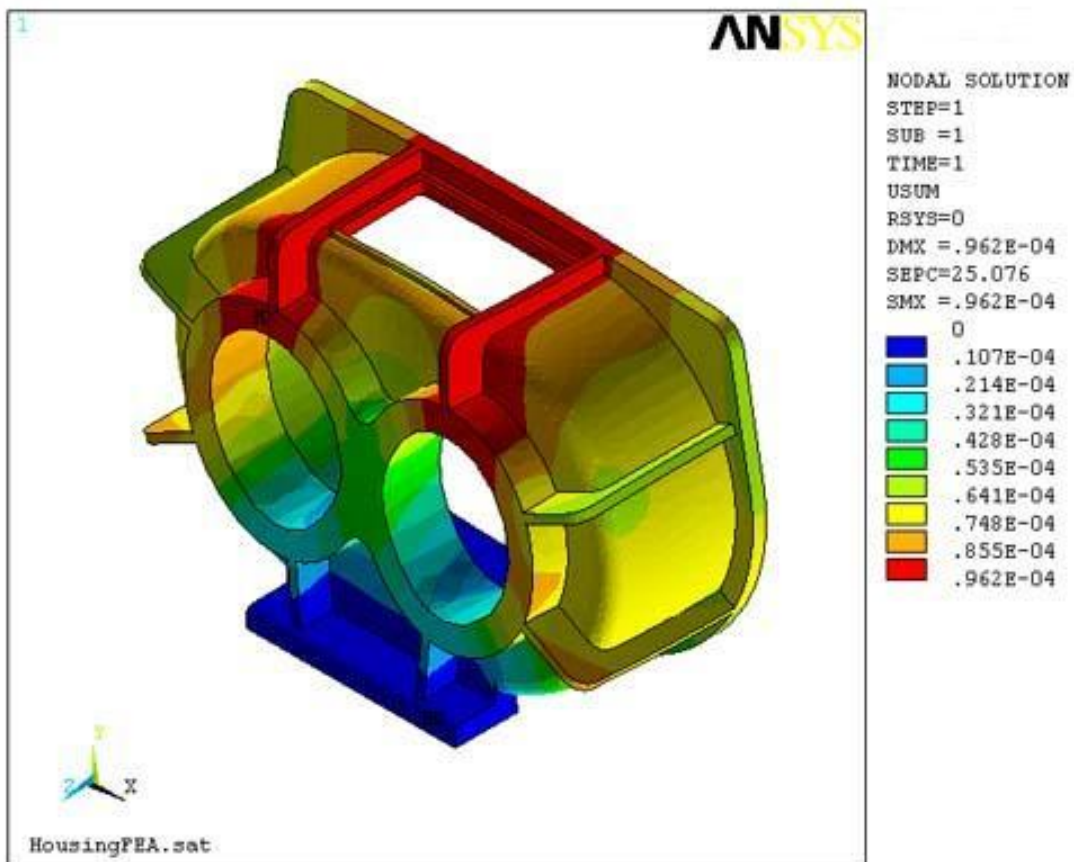 1
ANSYS
NODAL SOLUTION
STEP=1
SUB =1
TIME=1
USUM
RSYS=0
DMX =.962E-04
SEPC=25.076
SMX =.962E-04
0
.107E-04
.214E-04
.321E-04
.428E-04
.535E-04
.641E-04
.748E-04
.855E-04
.962E-04
Y
Z X
HousingFEA.sat